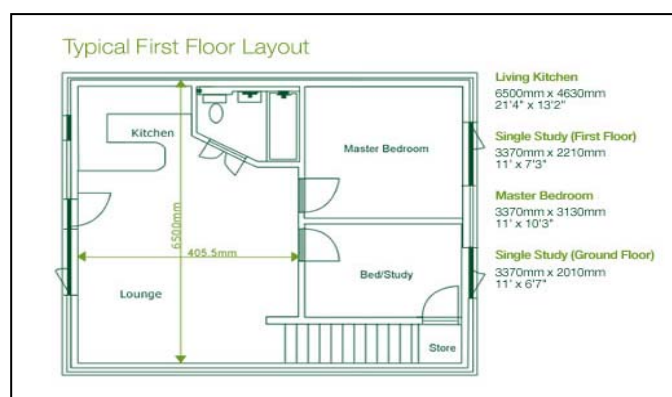 Typical First Floor Layout
Kitchen
Master Bedroom
6500mm
405.5mm
Lounge
Bed/Study
Store
Living Kitchen
6500mm x 4630mm
21'4" x 13'2"
Single Study (First Floor)
3370mm x 2210mm
11' x 7'3"
Master Bedroom
3370mm x 3130mm
11' x 10'3"
Single Study (Ground Floor)
3370mm x 2010mm
11' x 6'7"